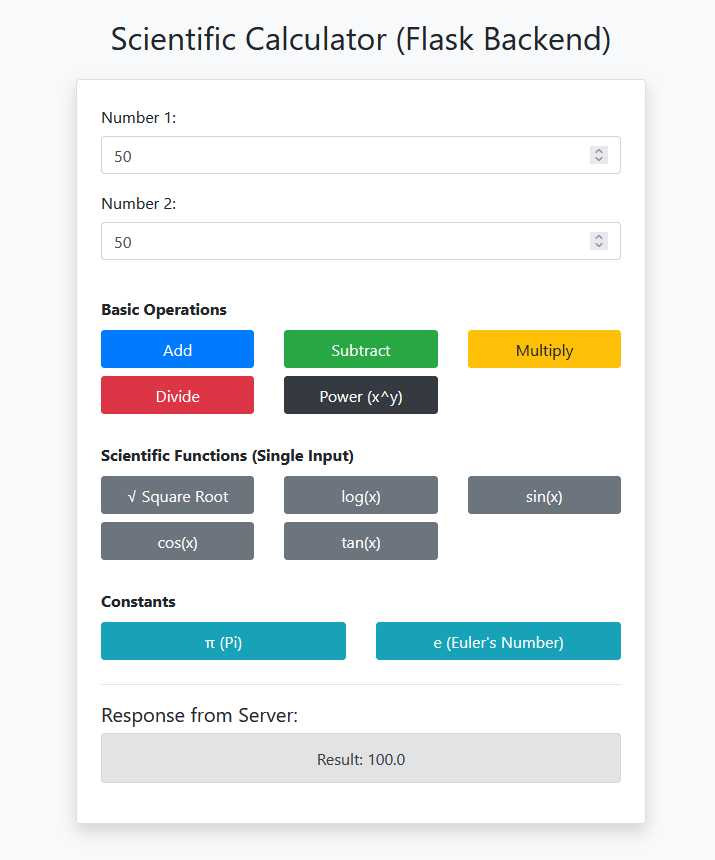 Scientific Calculator (Flask Backend)
Number 1:
50
Number 2:
50
Basic Operations
Add Subtract Multiply
Divide Power (x^y)
Scientific Functions (Single Input)
√ Square Root log(x) sin(x)
cos(x) tan(x)
Constants
π (Pi) e (Euler's Number)
Response from Server:
Result: 100.0